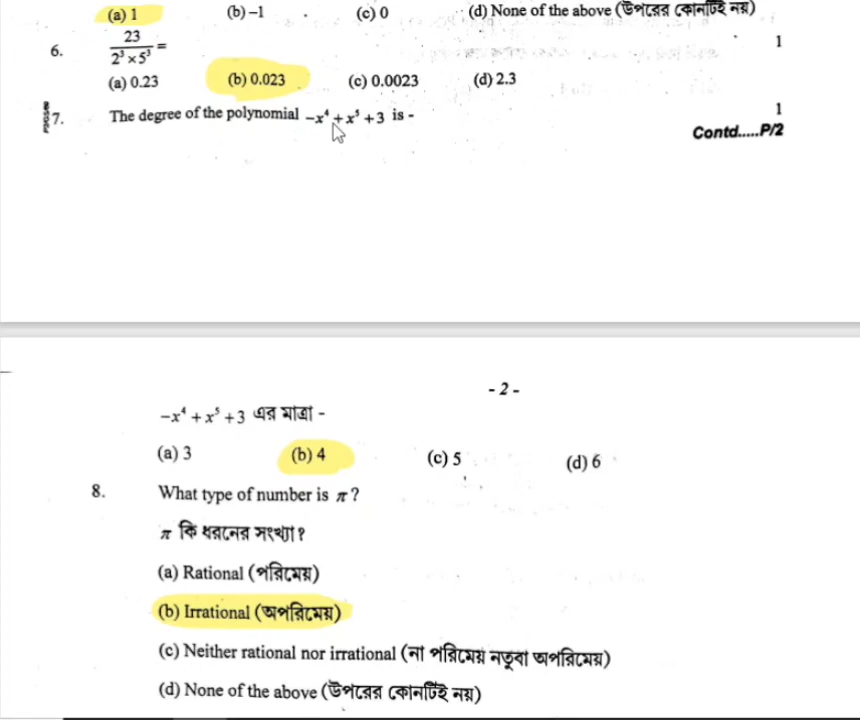 (a) 1 (b) –1 (c) 0 (d) None of the above (উপরের কোনটিই নয়)
6. 23 / 2³ × 5³ = 1
(a) 0.23 (b) 0.023 (c) 0.0023 (d) 2.3
7. The degree of the polynomial –x⁴ + x⁵ + 3 is - 1
Contd.....P/2
- 2 -
–x⁴ + x⁵ + 3 এর মাত্রা -
(a) 3 (b) 4 (c) 5 (d) 6
8. What type of number is π ?
π কি ধরনের সংখ্যা ?
(a) Rational (পরিমেয়)
(b) Irrational (অপরিমেয়)
(c) Neither rational nor irrational (না পরিমেয় নতুবা অপরিমেয়)
(d) None of the above (উপরের কোনটিই নয়)